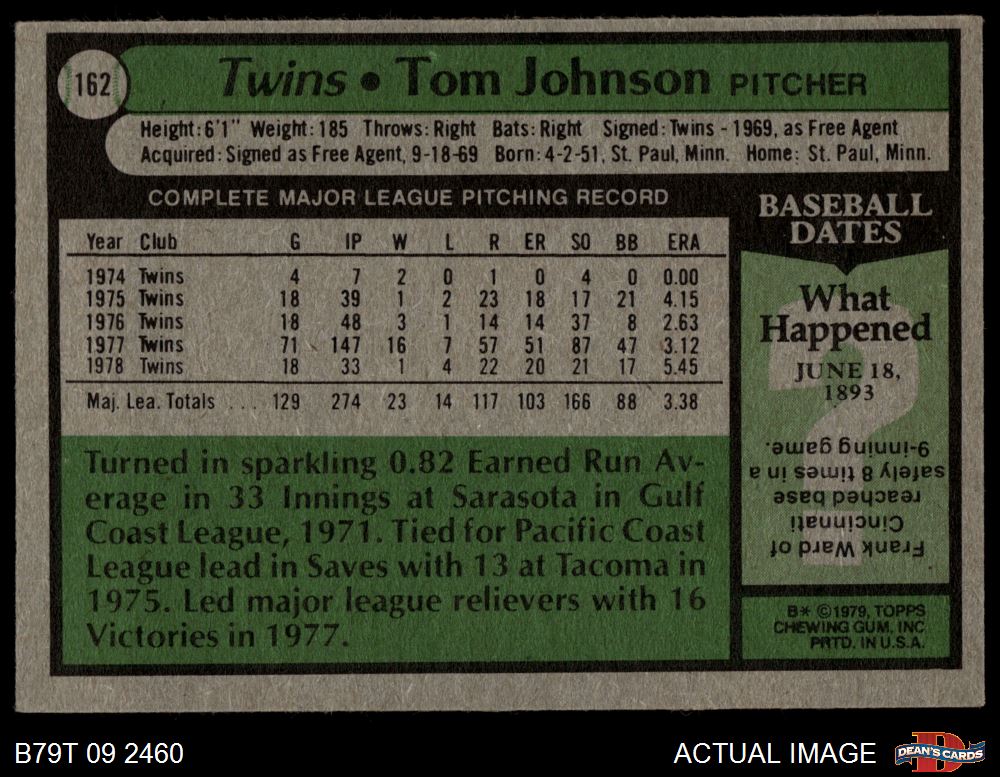 162
Twins • Tom Johnson PITCHER
Height: 6'1" Weight: 185 Throws: Right Bats: Right Signed: Twins - 1969, as Free Agent
Acquired: Signed as Free Agent, 9-18-69 Born: 4-2-51, St. Paul, Minn. Home: St. Paul, Minn.
COMPLETE MAJOR LEAGUE PITCHING RECORD
Year Club G IP W L R ER SO BB ERA
1974 Twins 4 7 2 0 1 0 4 0 0.00
1975 Twins 18 39 1 2 23 18 17 21 4.15
1976 Twins 18 48 3 1 14 14 37 8 2.63
1977 Twins 71 147 16 7 57 51 87 47 3.12
1978 Twins 18 33 1 4 22 20 21 17 5.45
Maj. Lea. Totals ... 129 274 23 14 117 103 166 88 3.38
Turned in sparkling 0.82 Earned Run Av-
erage in 33 Innings at Sarasota in Gulf
Coast League, 1971. Tied for Pacific Coast
League lead in Saves with 13 at Tacoma in
1975. Led major league relievers with 16
Victories in 1977.
BASEBALL
DATES
What
Happened
JUNE 18,
1893
?
Frank Ward of
Cincinnati
reached base
safely 8 times in a
9-inning game.
B* ©1979, TOPPS
CHEWING GUM, INC.
PRTD. IN U.S.A.
B79T 09 2460
ACTUAL IMAGE
D
DEAN'S CARDS